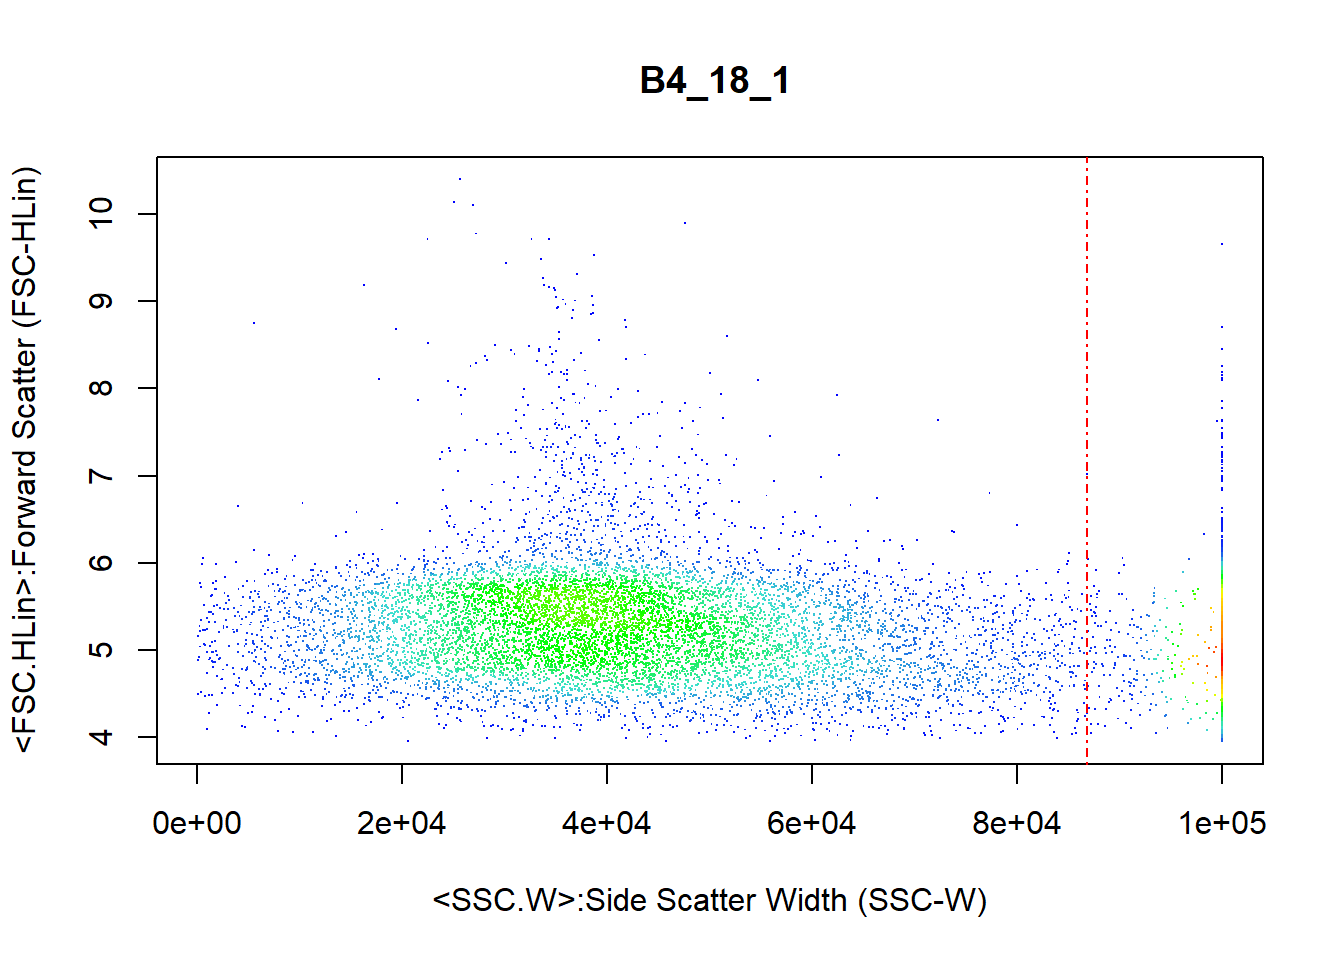 B4_18_1
<FSC.HLin>:Forward Scatter (FSC-HLin)
10
9
8
7
6
5
4
0e+00 2e+04 4e+04 6e+04 8e+04 1e+05
<SSC.W>:Side Scatter Width (SSC-W)